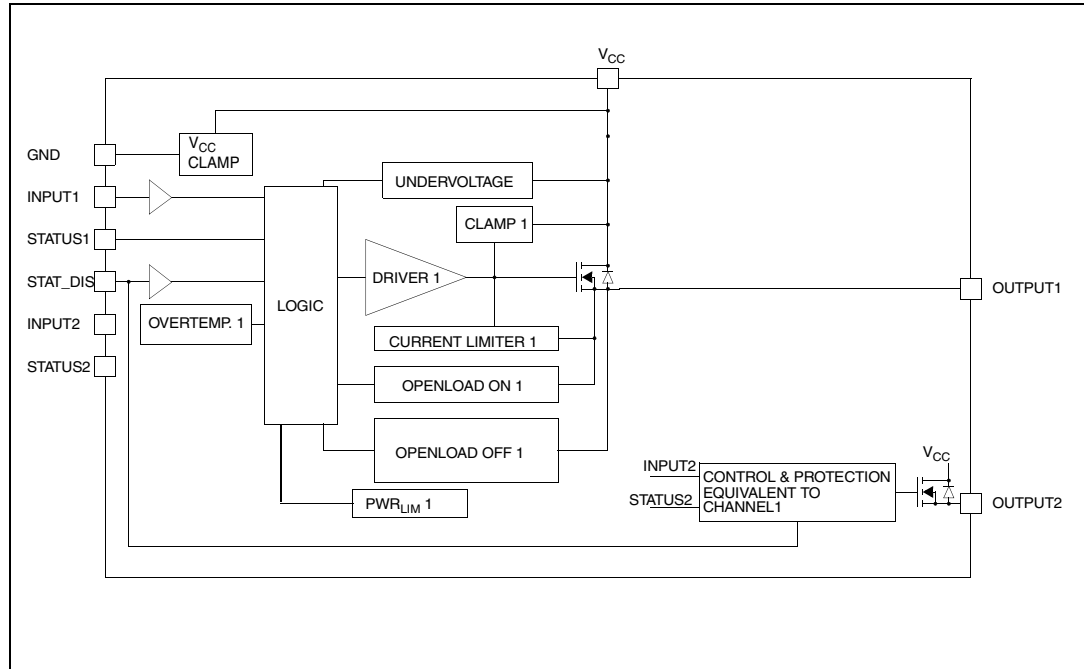 VCC
GND
VCC
CLAMP
INPUT1
UNDERVOLTAGE
CLAMP 1
STATUS1
STAT_DIS
DRIVER 1
LOGIC
OUTPUT1
OVERTEMP. 1
INPUT2
CURRENT LIMITER 1
STATUS2
OPENLOAD ON 1
OPENLOAD OFF 1
PWRLIM 1
INPUT2
STATUS2
CONTROL & PROTECTION
EQUIVALENT TO
CHANNEL1
VCC
OUTPUT2